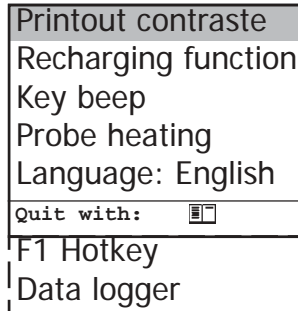 Printout contraste
Recharging function
Key beep
Probe heating
Language: English
Quit with:
F1 Hotkey
Data logger